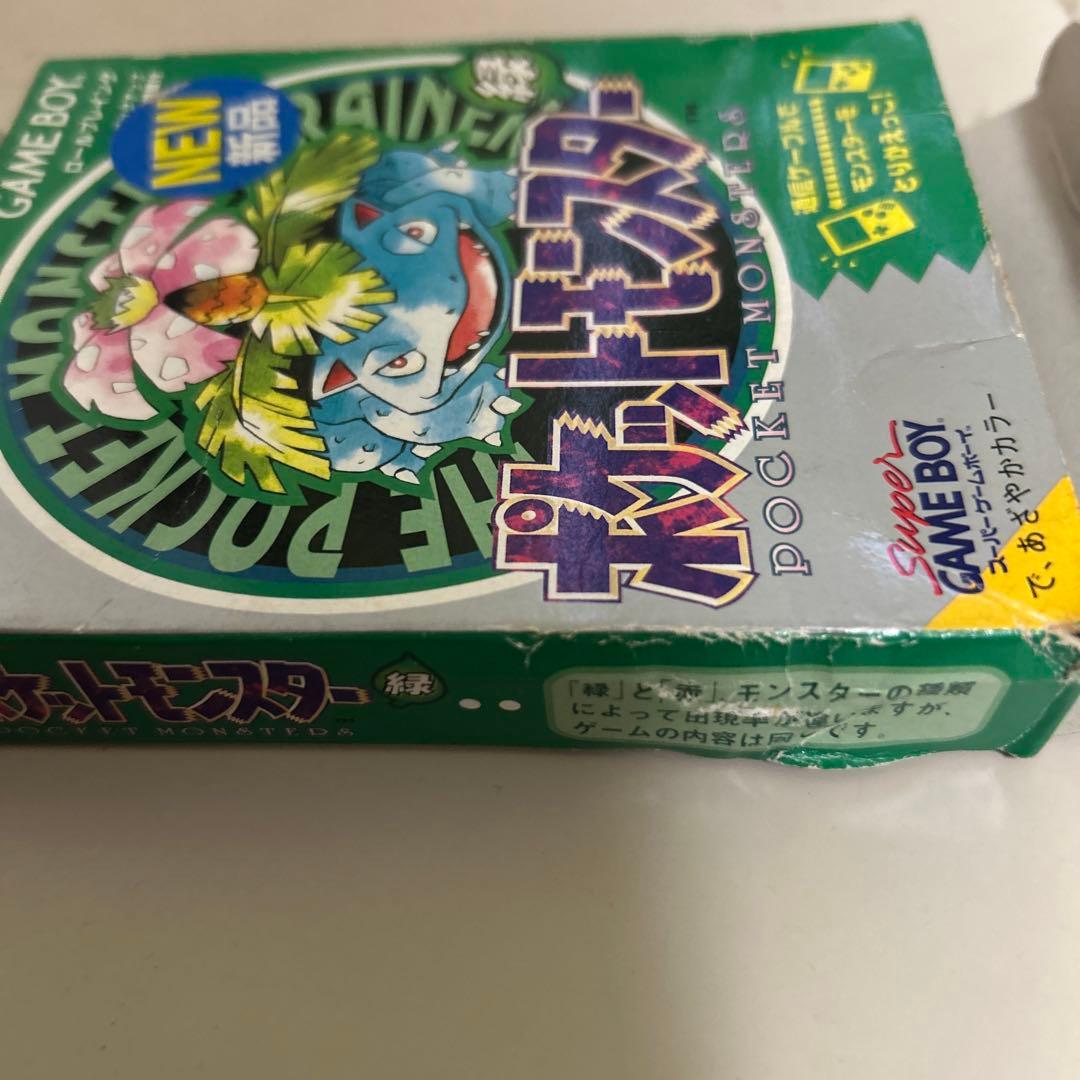 GAME BOY
ロールプレイング
NEW
新品
緑
ポケットモンスター
TM
POCKET MONSTERS
通信ケーブルで
モンスターを
とりかえっこ!
Super
GAME BOY
スーパーゲームボーイ
で、あざやかカラー
ケットモンスター
緑
POCKET MONSTERS
「緑」と「赤」、モンスターの種類
によって出現率が違いますが、
ゲームの内容は同じです。